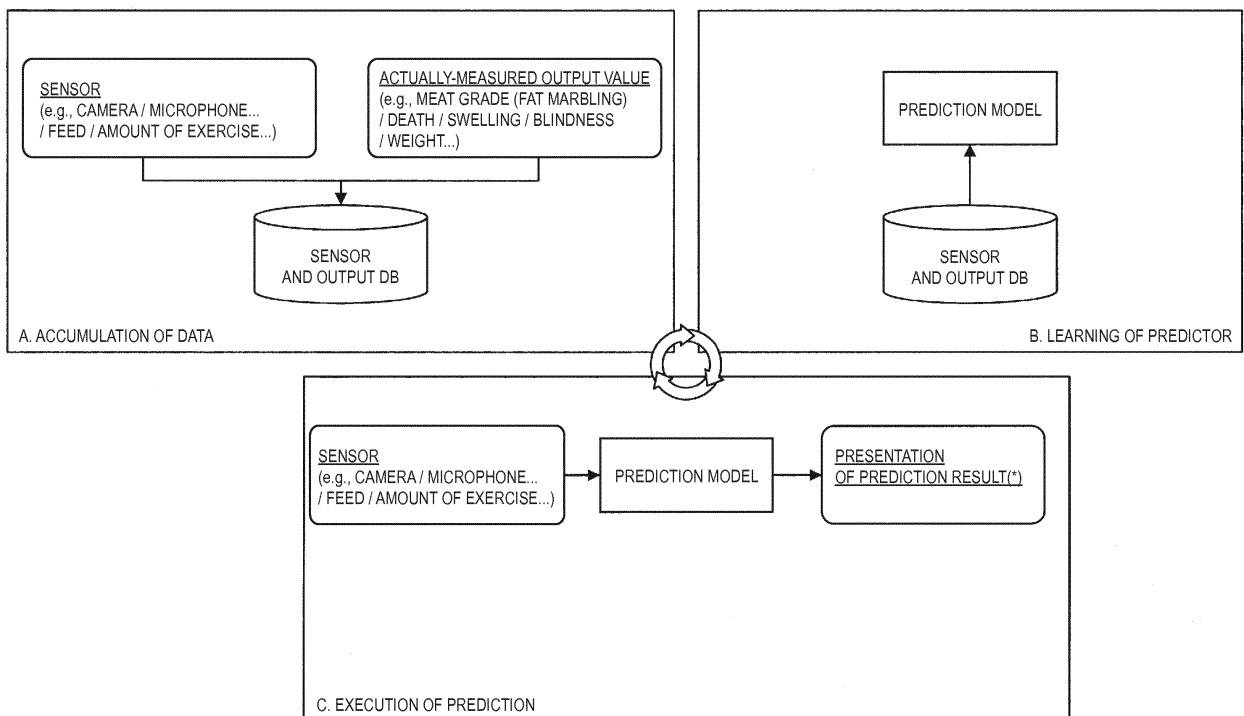 SENSOR
(e.g., CAMERA / MICROPHONE...
/ FEED / AMOUNT OF EXERCISE...)
ACTUALLY-MEASURED OUTPUT VALUE
(e.g., MEAT GRADE (FAT MARBLING)
/ DEATH / SWELLING / BLINDNESS
/ WEIGHT...)
SENSOR
AND OUTPUT DB
A. ACCUMULATION OF DATA
PREDICTION MODEL
SENSOR
AND OUTPUT DB
B. LEARNING OF PREDICTOR
SENSOR
(e.g., CAMERA / MICROPHONE...
/ FEED / AMOUNT OF EXERCISE...)
PREDICTION MODEL
PRESENTATION
OF PREDICTION RESULT(*)
C. EXECUTION OF PREDICTION